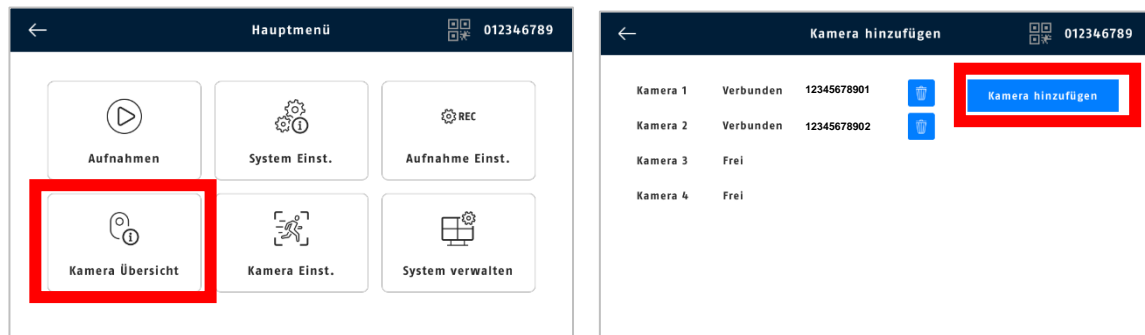 Hauptmenü 012346789
REC
Aufnahmen System Einst. Aufnahme Einst.
Kamera Übersicht Kamera Einst. System verwalten
Kamera hinzufügen 012346789
Kamera 1 Verbunden 12345678901 Kamera hinzufügen
Kamera 2 Verbunden 12345678902
Kamera 3 Frei
Kamera 4 Frei